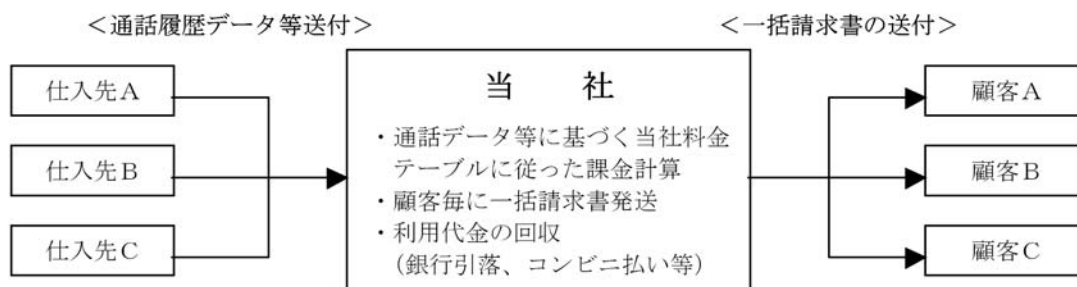 ＜通話履歴データ等送付＞
＜一括請求書の送付＞
仕入先A
仕入先B
仕入先C
当　　社
・通話データ等に基づく当社料金
テーブルに従った課金計算
・顧客毎に一括請求書発送
・利用代金の回収
（銀行引落、コンビニ払い等）
顧客A
顧客B
顧客C